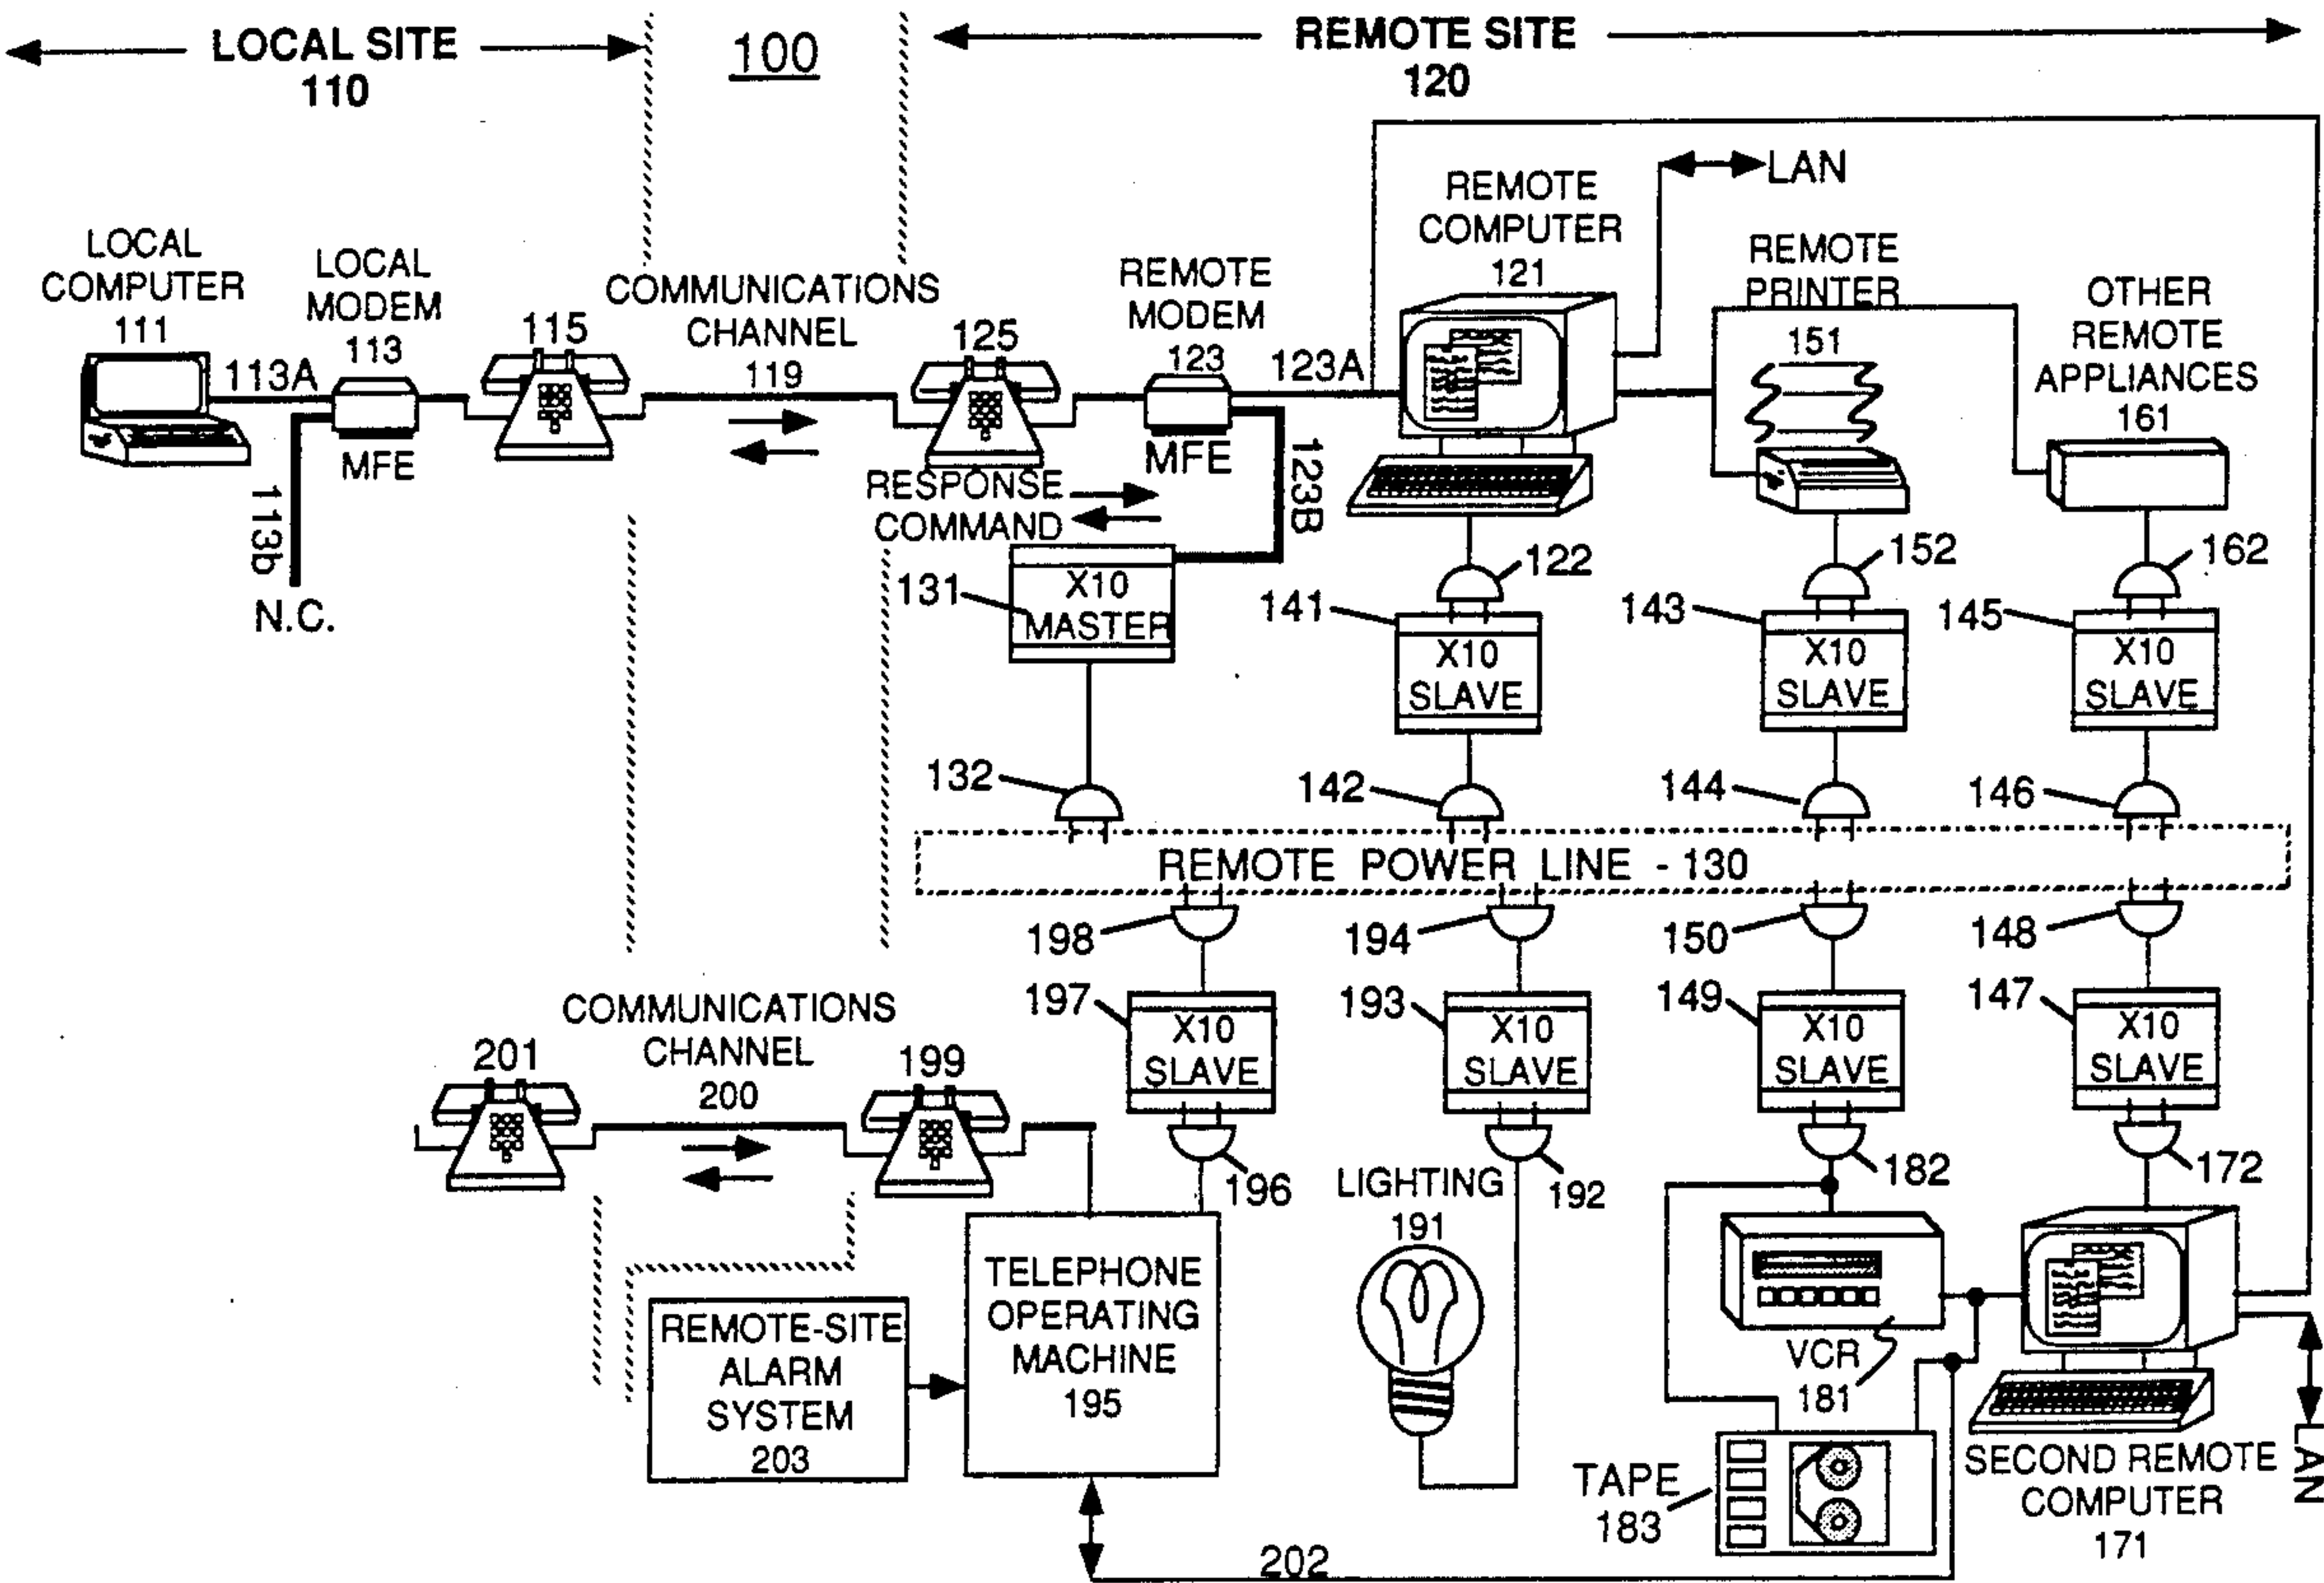 LOCAL SITE
110
100
REMOTE SITE
120
LAN
LOCAL
COMPUTER
111
LOCAL
MODEM
113
115
COMMUNICATIONS
CHANNEL
119
125
REMOTE
MODEM
123
REMOTE
COMPUTER
121
REMOTE
PRINTER
151
OTHER
REMOTE
APPLIANCES
161
113A
123A
MFE
MFE
113b
N.C.
123B
RESPONSE
COMMAND
131
X10
MASTER
122
152
162
141
X10
SLAVE
143
X10
SLAVE
145
X10
SLAVE
132
142
144
146
REMOTE POWER LINE - 130
198
194
150
148
197
X10
SLAVE
193
X10
SLAVE
149
X10
SLAVE
147
X10
SLAVE
201
COMMUNICATIONS
CHANNEL
200
199
196
192
182
172
LIGHTING
191
TELEPHONE
OPERATING
MACHINE
195
REMOTE-SITE
ALARM
SYSTEM
203
VCR
181
TAPE
183
SECOND REMOTE
COMPUTER
171
LAN
202